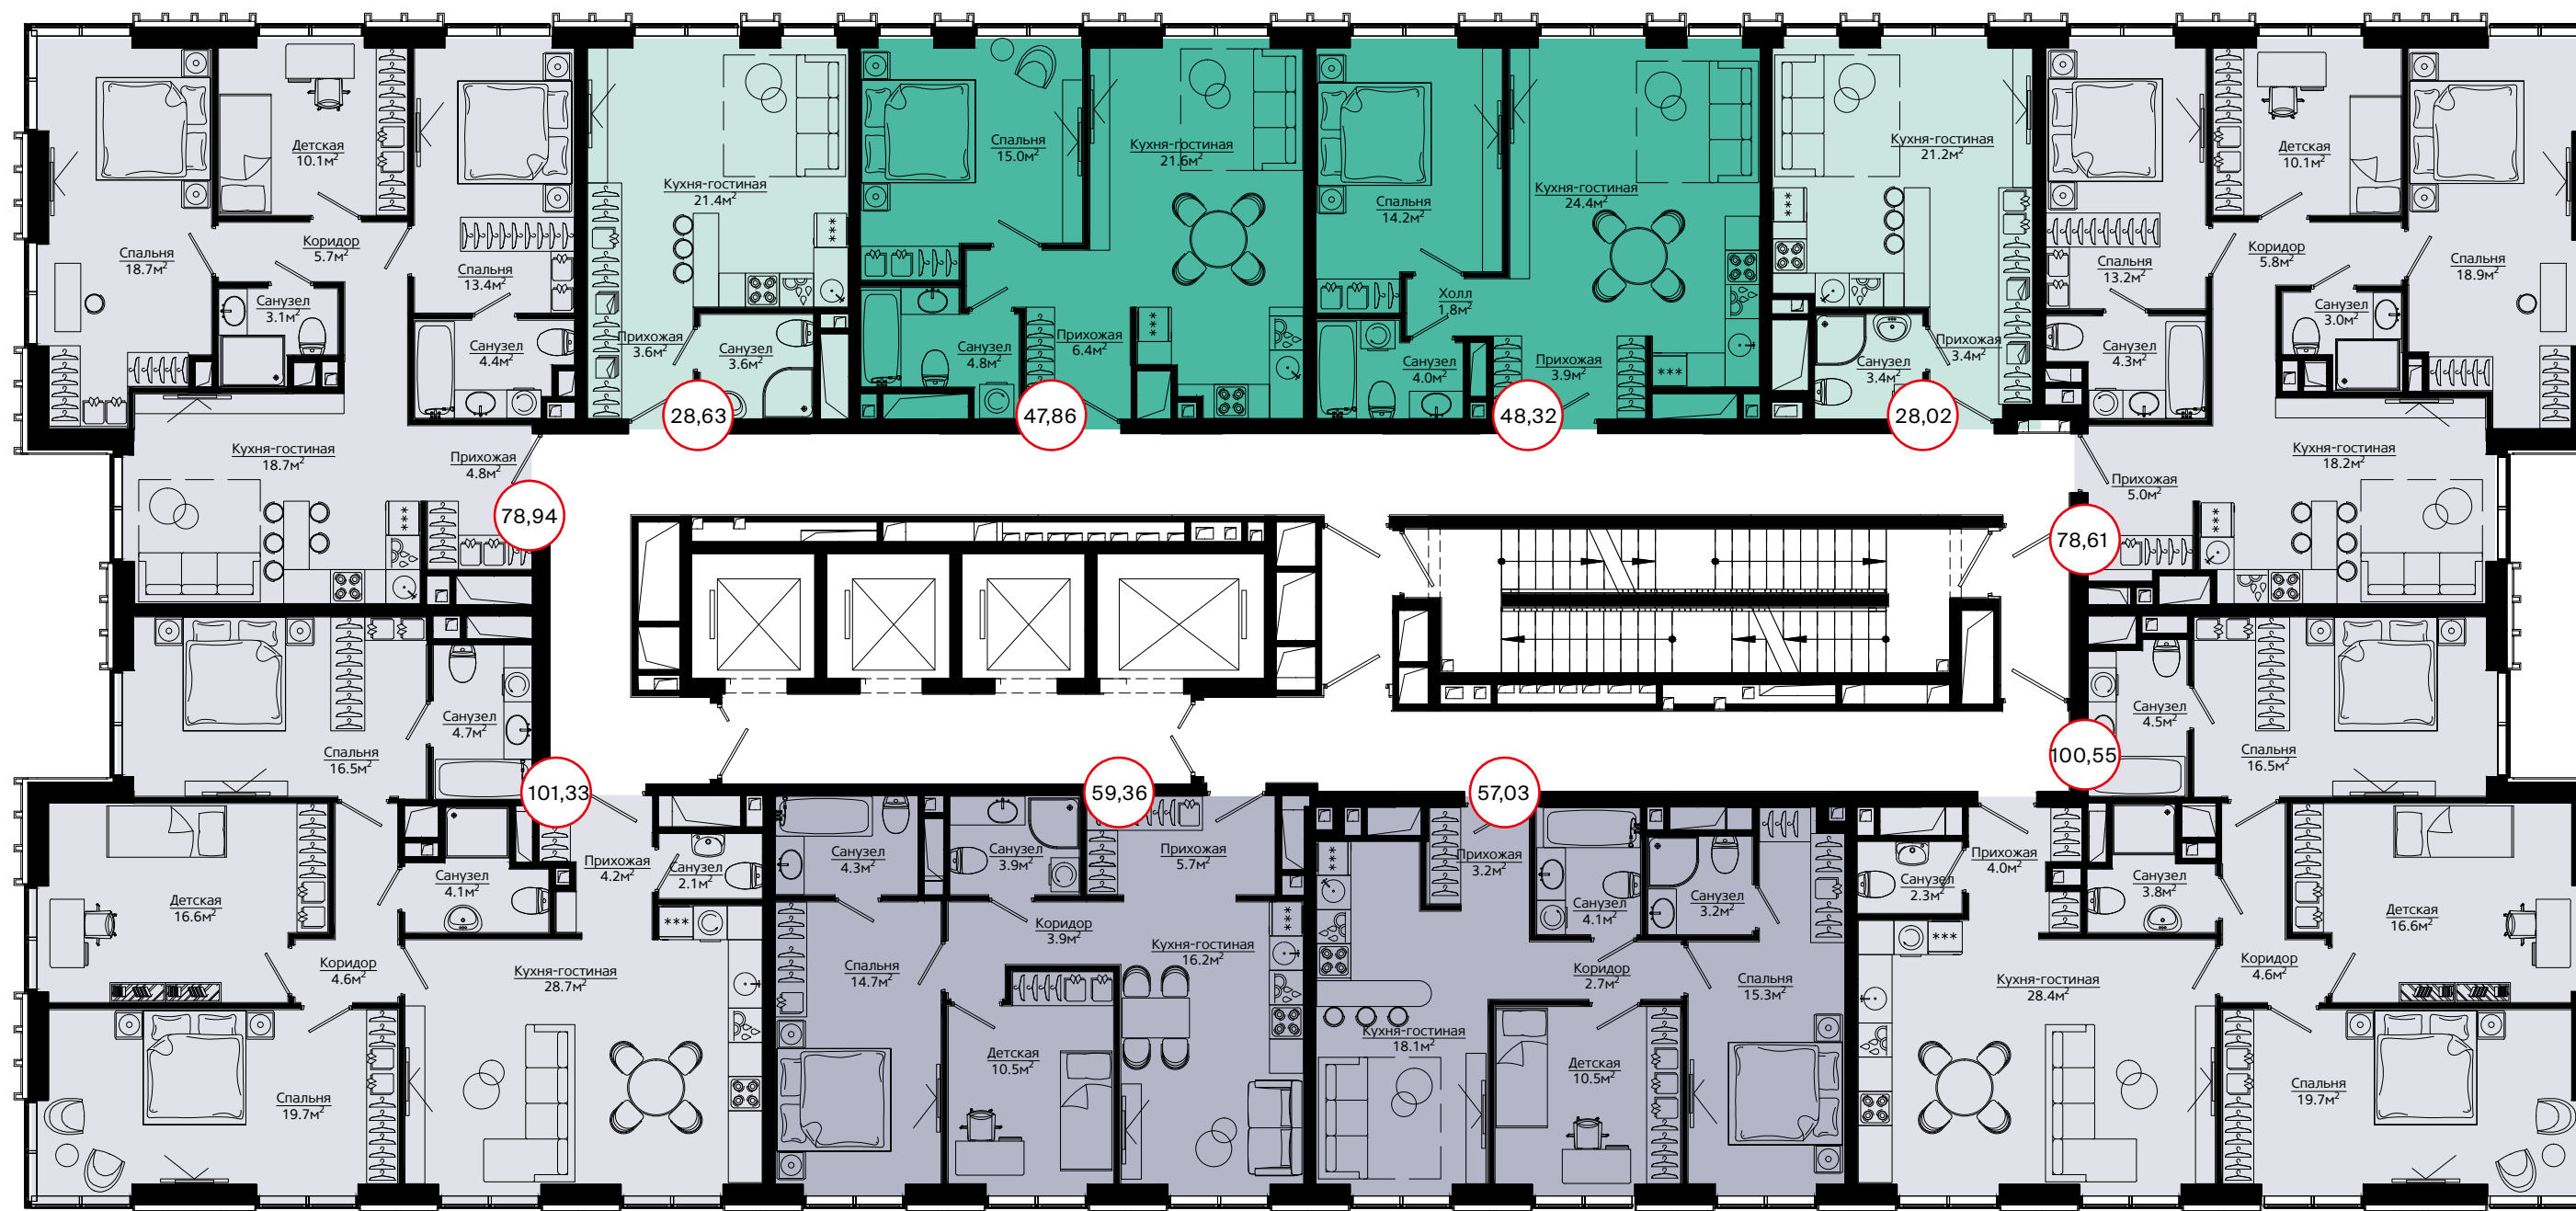 Спальня
18.7м²
Детская
10.1м²
Коридор
5.7м²
Санузел
3.1м²
Спальня
13.4м²
Санузел
4.4м²
Кухня-гостиная
18.7м²
Прихожая
4.8м²
78,94
Кухня-гостиная
21.4м²
Прихожая
3.6м²
Санузел
3.6м²
28,63
Спальня
15.0м²
Санузел
4.8м²
Прихожая
6.4м²
Кухня-гостиная
21.6м²
47,86
Спальня
14.2м²
Холл
1.8м²
Санузел
4.0м²
Прихожая
3.9м²
Кухня-гостиная
24.4м²
48,32
Кухня-гостиная
21.2м²
Прихожая
3.4м²
Санузел
3.4м²
28,02
Спальня
13.2м²
Санузел
4.3м²
Детская
10.1м²
Коридор
5.8м²
Санузел
3.0м²
Спальня
18.9м²
Кухня-гостиная
18.2м²
Прихожая
5.0м²
78,61
Спальня
16.5м²
Санузел
4.7м²
101,33
Детская
16.6м²
Санузел
4.1м²
Прихожая
4.2м²
Санузел
2.1м²
Коридор
4.6м²
Кухня-гостиная
28.7м²
Спальня
19.7м²
59,36
Санузел
4.3м²
Санузел
3.9м²
Прихожая
5.7м²
Коридор
3.9м²
Кухня-гостиная
16.2м²
Спальня
14.7м²
Детская
10.5м²
57,03
Прихожая
3.2м²
Санузел
4.1м²
Санузел
3.2м²
Коридор
2.7м²
Спальня
15.3м²
Кухня-гостиная
18.1м²
Детская
10.5м²
100,55
Санузел
4.5м²
Спальня
16.5м²
Прихожая
4.0м²
Санузел
2.3м²
Санузел
3.8м²
Детская
16.6м²
Коридор
4.6м²
Кухня-гостиная
28.4м²
Спальня
19.7м²